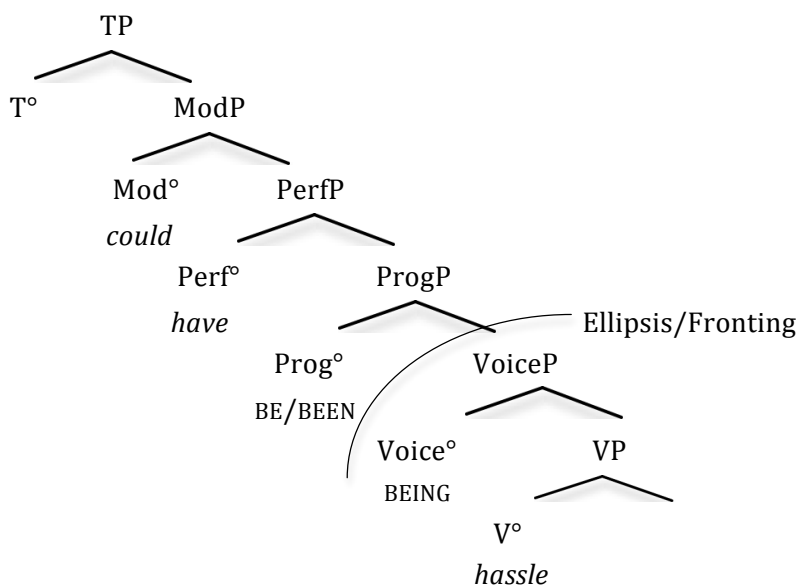 TP
T° ModP
Mod° PerfP
could
Perf° ProgP
have
Ellipsis/Fronting
Prog° VoiceP
BE/BEEN
Voice° VP
BEING
V°
hassle